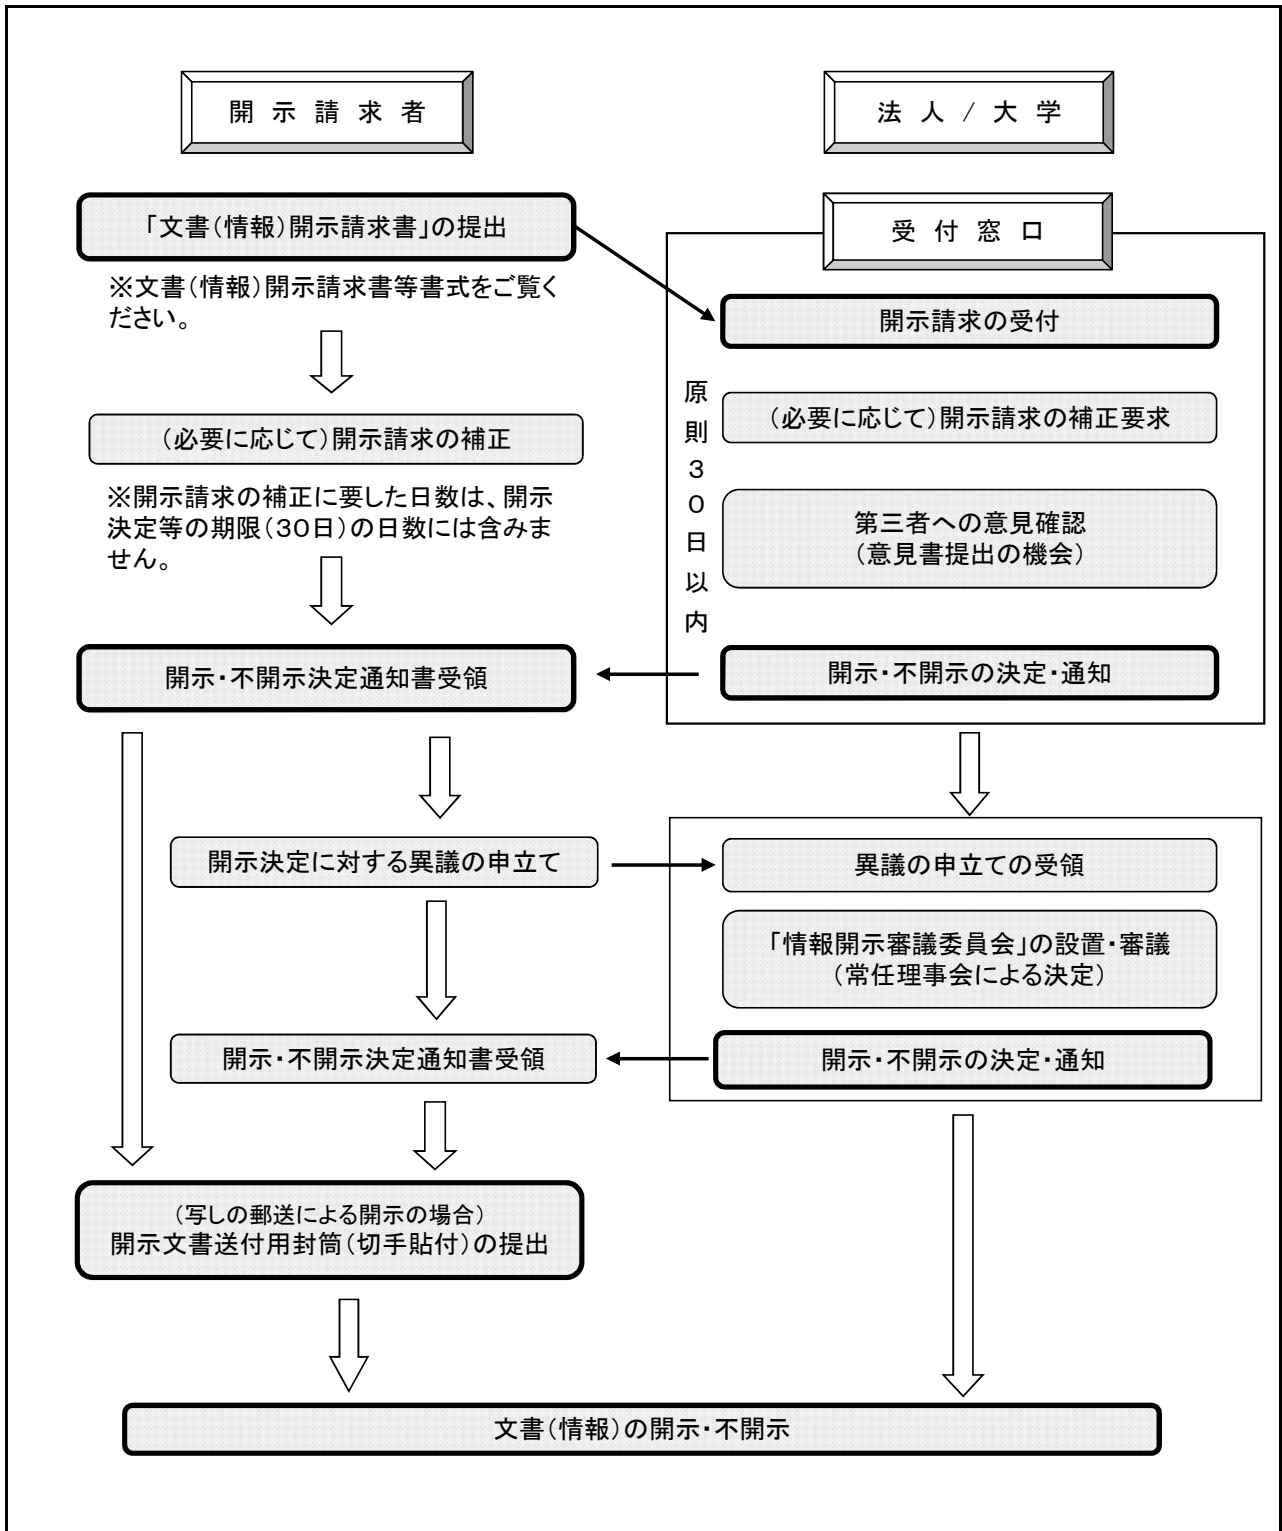 開示請求者
法人/大学
「文書(情報)開示請求書」の提出
※文書(情報)開示請求書等書式をご覧く
ださい。
(必要に応じて)開示請求の補正
※開示請求の補正に要した日数は、開示
決定等の期限(30日)の日数には含みま
せん。
開示・不開示決定通知書受領
受付窓口
開示請求の受付
原則30日以内
(必要に応じて)開示請求の補正要求
第三者への意見確認
(意見書提出の機会)
開示・不開示の決定・通知
開示決定に対する異議の申立て
異議の申立ての受領
「情報開示審議委員会」の設置・審議
(常任理事会による決定)
開示・不開示決定通知書受領
開示・不開示の決定・通知
(写しの郵送による開示の場合)
開示文書送付用封筒(切手貼付)の提出
文書(情報)の開示・不開示